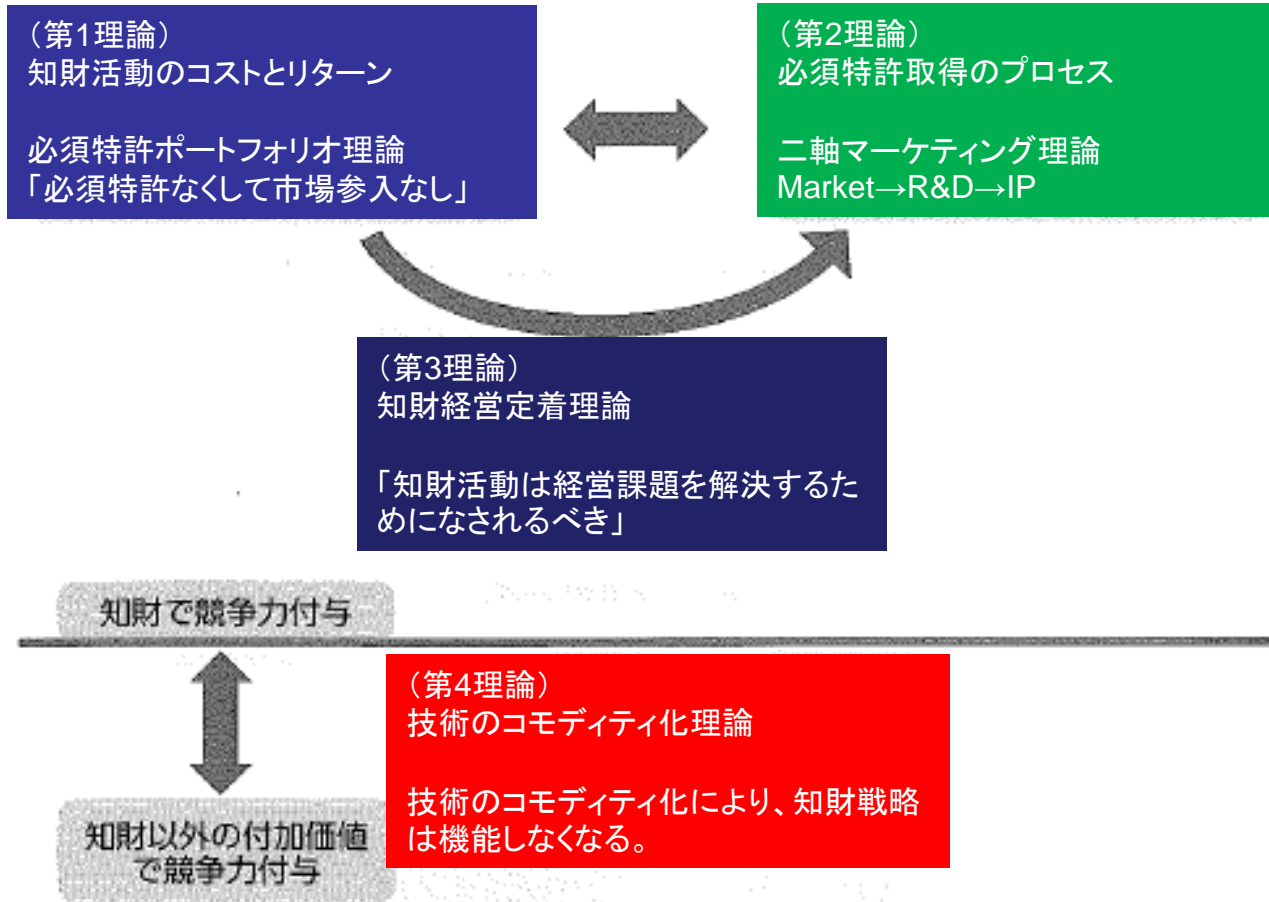 （第1理論）
知財活動のコストとリターン
必須特許ポートフォリオ理論
「必須特許なくして市場参入なし」
（第2理論）
必須特許取得のプロセス
二軸マーケティング理論
Market→R&D→IP
（第3理論）
知財経営定着理論
「知財活動は経営課題を解決するた
めになされるべき」
知財で競争力付与
（第4理論）
技術のコモディティ化理論
技術のコモディティ化により、知財戦略
は機能しなくなる。
知財以外の付加価値
で競争力付与